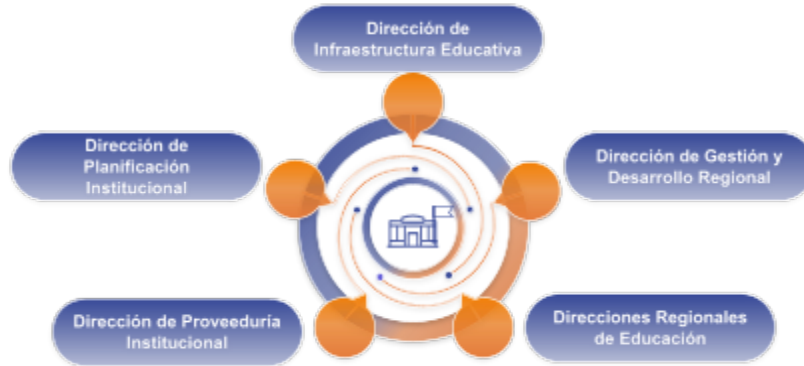 Dirección de
Infraestructura Educativa
Dirección de
Planificación
Institucional
Dirección de Gestión y
Desarrollo Regional
Dirección de Proveeduría
Institucional
Direcciones Regionales
de Educación